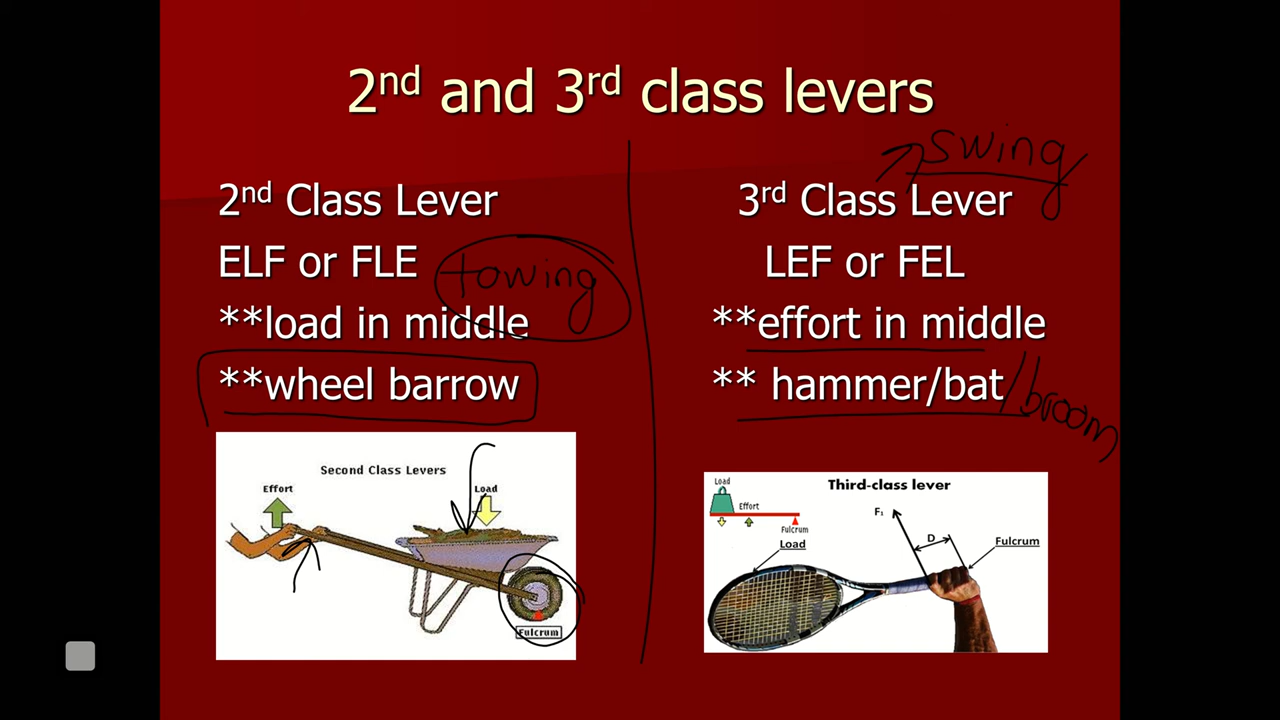 2nd and 3rd class levers
swing
2nd Class Lever
ELF or FLE
towing
**load in middle
**wheel barrow
Second Class Levers
Effort
Load
Fulcrum
3rd Class Lever
LEF or FEL
**effort in middle
** hammer/bat
/broom
Third-class lever
Load
Effort
Fulcrum
F1
D
Fulcrum
Load